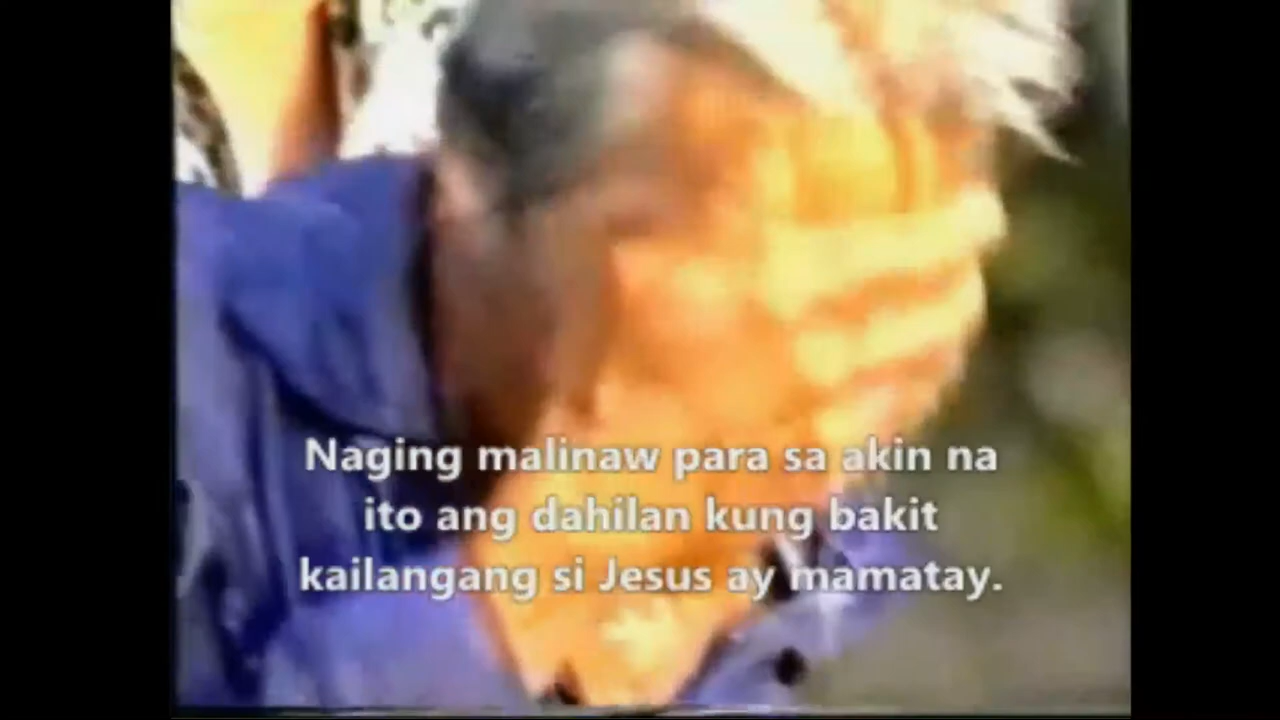 Naging malinaw para sa akin na
ito ang dahilan kung bakit
kailangang si Jesus ay mamatay.